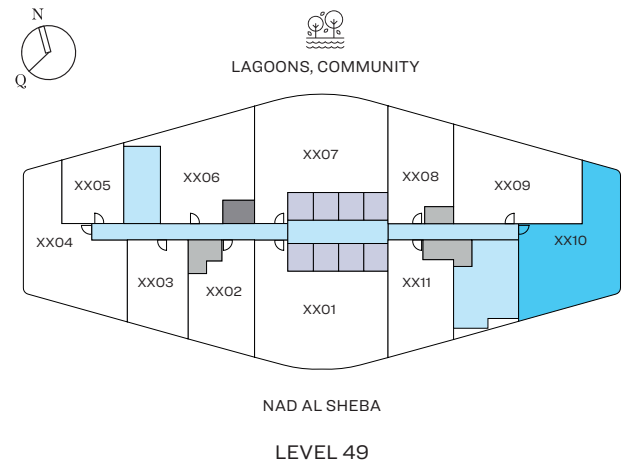 N
Q
LAGOONS, COMMUNITY
XX07
XX05
XX06
XX08
XX09
XX04
XX10
XX03
XX02
XX01
XX11
NAD AL SHEBA
LEVEL 49